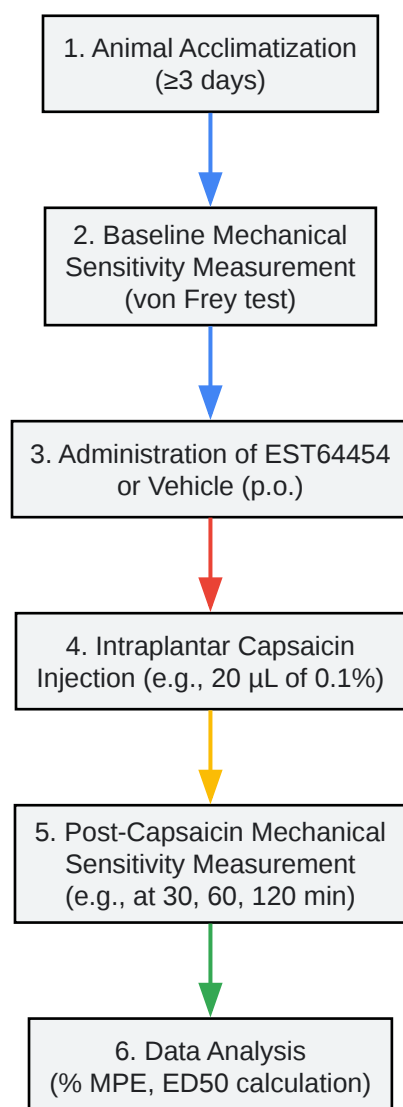 1. Animal Acclimatization
(≥3 days)
2. Baseline Mechanical
Sensitivity Measurement
(von Frey test)
3. Administration of EST64454
or Vehicle (p.o.)
4. Intraplantar Capsaicin
Injection (e.g., 20 µL of 0.1%)
5. Post-Capsaicin Mechanical
Sensitivity Measurement
(e.g., at 30, 60, 120 min)
6. Data Analysis
(% MPE, ED50 calculation)